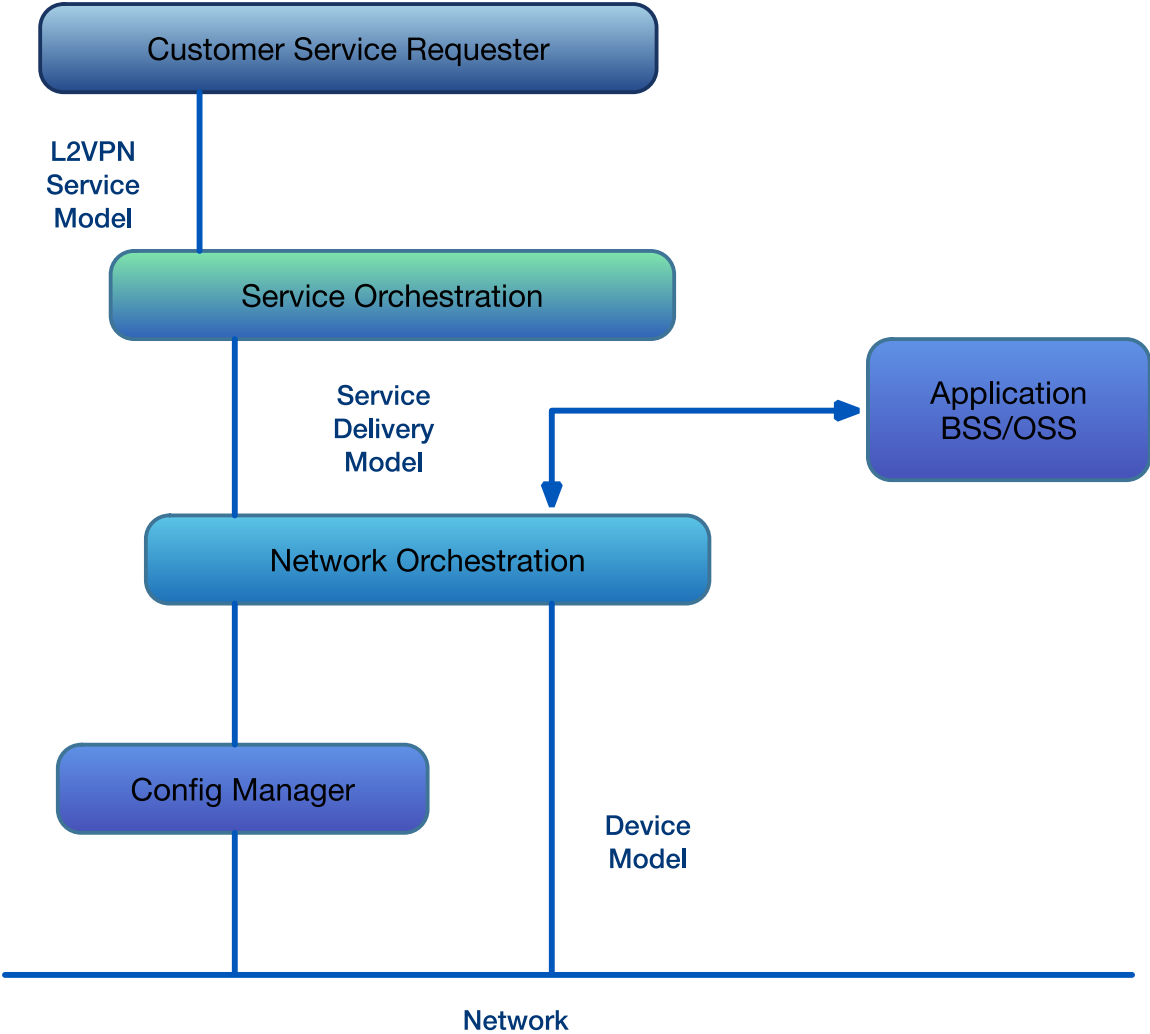 Customer Service Requester
L2VPN
Service
Model
Service Orchestration
Service
Delivery
Model
Application
BSS/OSS
Network Orchestration
Config Manager
Device
Model
Network